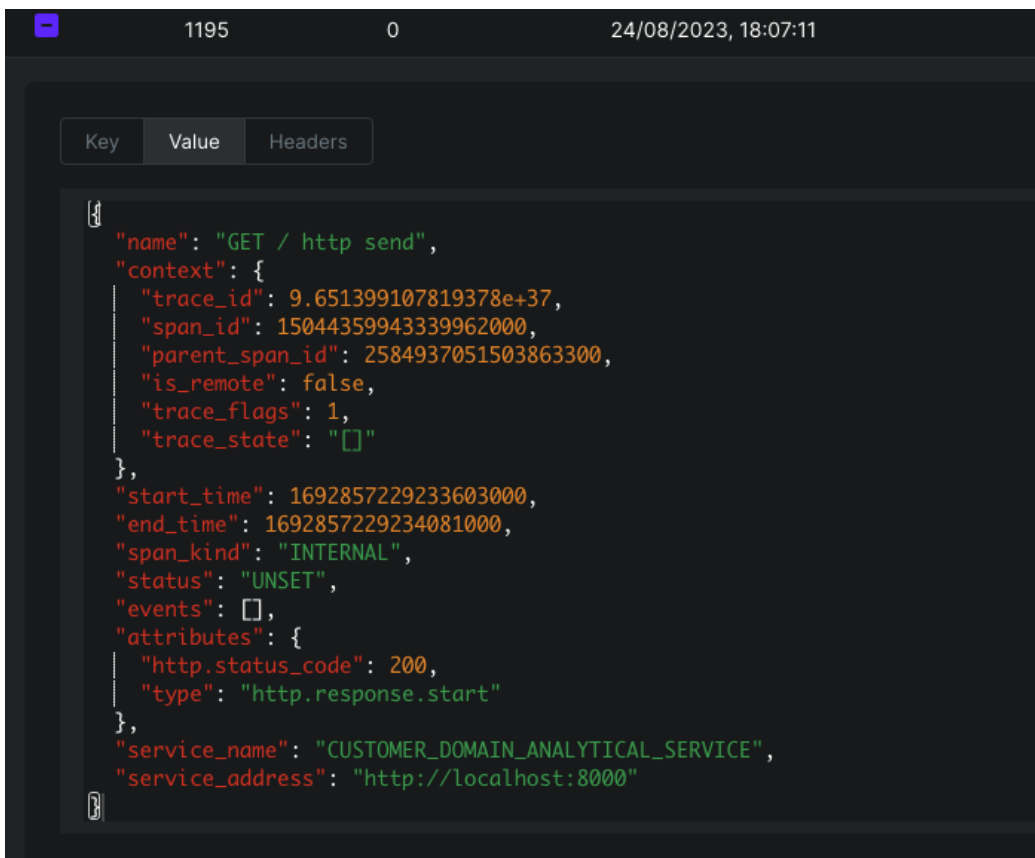 1195 0 24/08/2023, 18:07:11
Key Value Headers
{
"name": "GET / http send",
"context": {
"trace_id": 9.651399107819378e+37,
"span_id": 15044359943339962000,
"parent_span_id": 2584937051503863300,
"is_remote": false,
"trace_flags": 1,
"trace_state": "[]"
},
"start_time": 1692857229233603000,
"end_time": 1692857229234081000,
"span_kind": "INTERNAL",
"status": "UNSET",
"events": [],
"attributes": {
"http.status_code": 200,
"type": "http.response.start"
},
"service_name": "CUSTOMER_DOMAIN_ANALYTICAL_SERVICE",
"service_address": "http://localhost:8000"
}